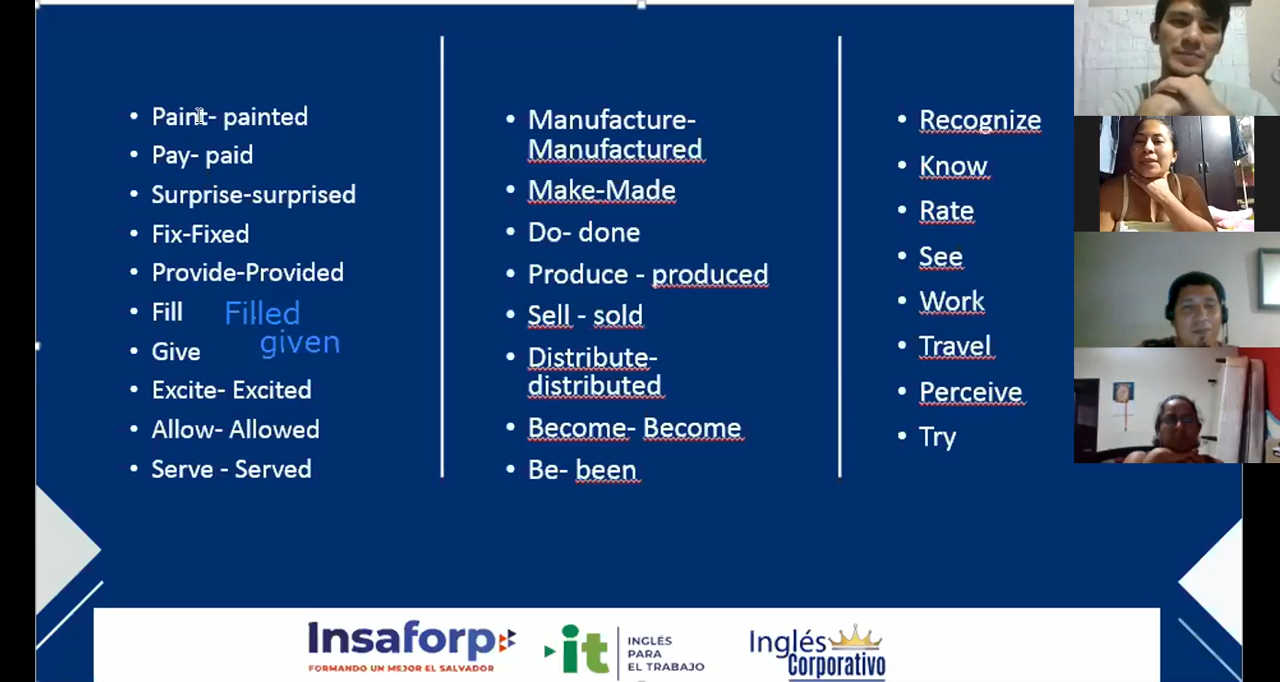 Paint- painted
Pay- paid
Surprise-surprised
Fix-Fixed
Provide-Provided
Fill Filled
Give given
Excite- Excited
Allow- Allowed
Serve - Served
Manufacture-
Manufactured
Make-Made
Do- done
Produce - produced
Sell - sold
Distribute-
distributed
Become- Become
Be- been
Recognize
Know
Rate
See
Work
Travel
Perceive
Try
Insaforp
FORMANDO UN MEJOR EL SALVADOR
it
INGLÉS
PARA
EL TRABAJO
Inglés
Corporativo